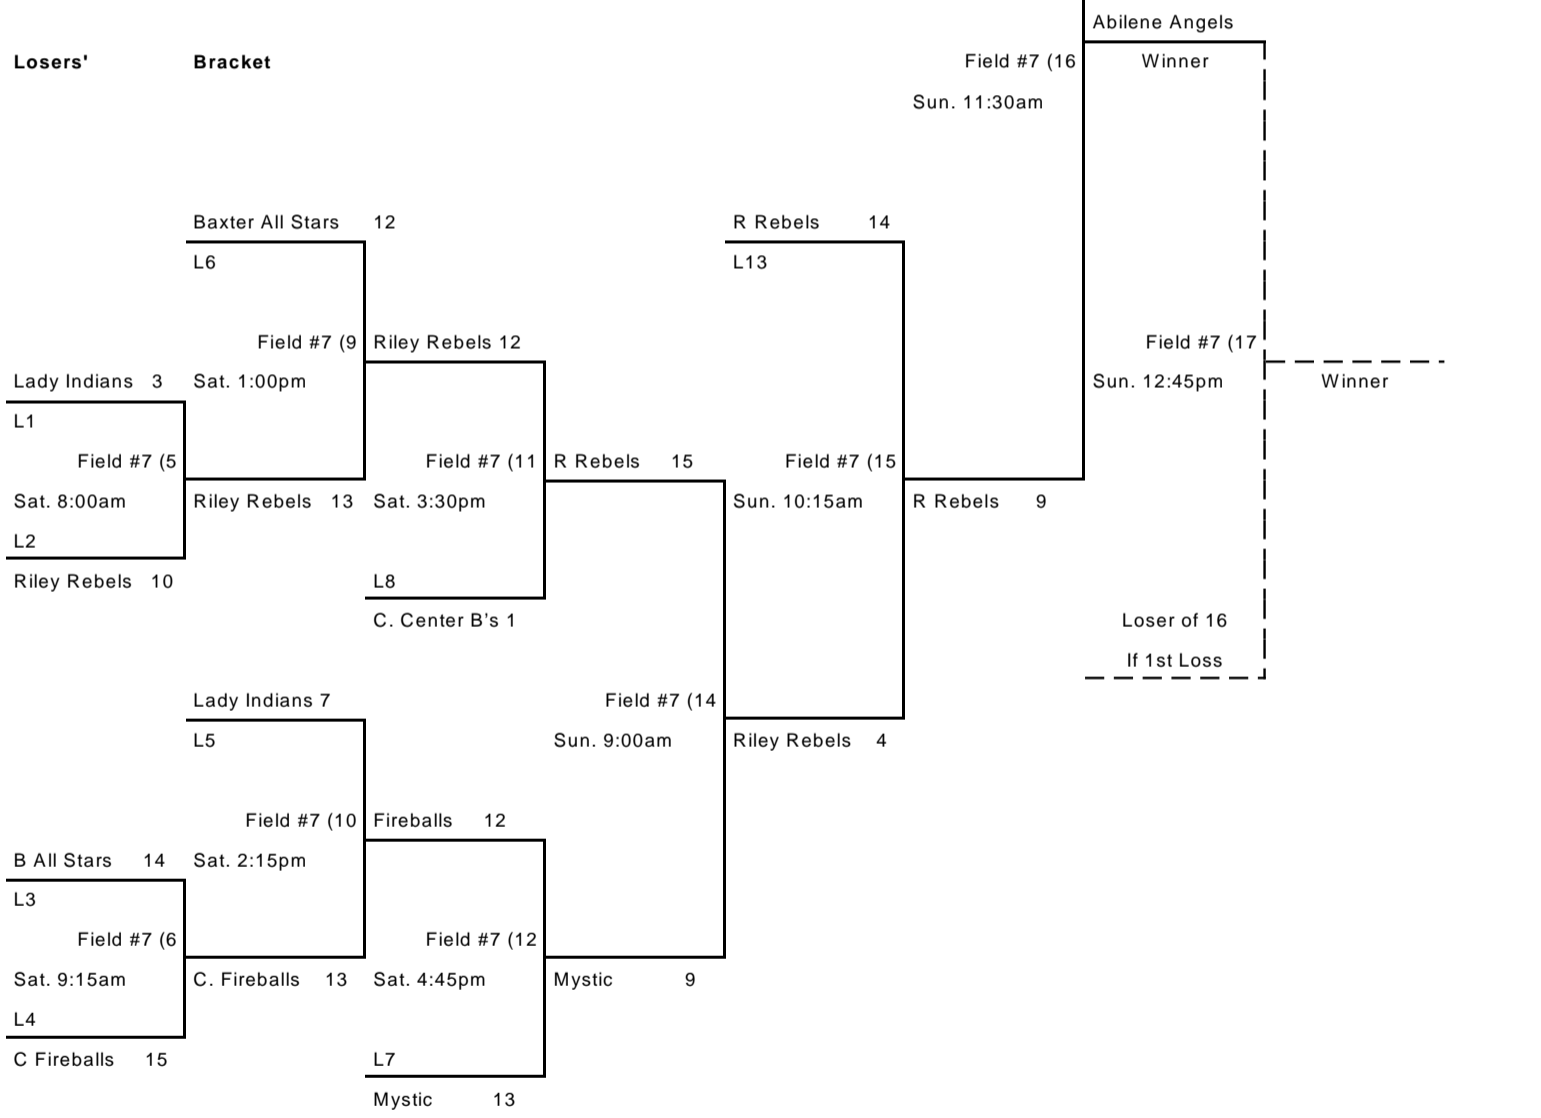 Abilene Angels
Losers' Bracket Field #7 (16 Winner
Sun. 11:30am
Baxter All Stars 12 R Rebels 14
L6 L13
Field #7 (9 Riley Rebels 12 Field #7 (17
Lady Indians 3 Sat. 1:00pm Sun. 12:45pm Winner
L1
Field #7 (5 Field #7 (11 R Rebels 15 Field #7 (15
Sat. 8:00am Riley Rebels 13 Sat. 3:30pm Sun. 10:15am R Rebels 9
L2
Riley Rebels 10 L8
C. Center B's 1 Loser of 16
If 1st Loss
Lady Indians 7 Field #7 (14
L5 Sun. 9:00am Riley Rebels 4
Field #7 (10 Fireballs 12
B All Stars 14 Sat. 2:15pm
L3
Field #7 (6 Field #7 (12
Sat. 9:15am C. Fireballs 13 Sat. 4:45pm Mystic 9
L4
C Fireballs 15 L7
Mystic 13